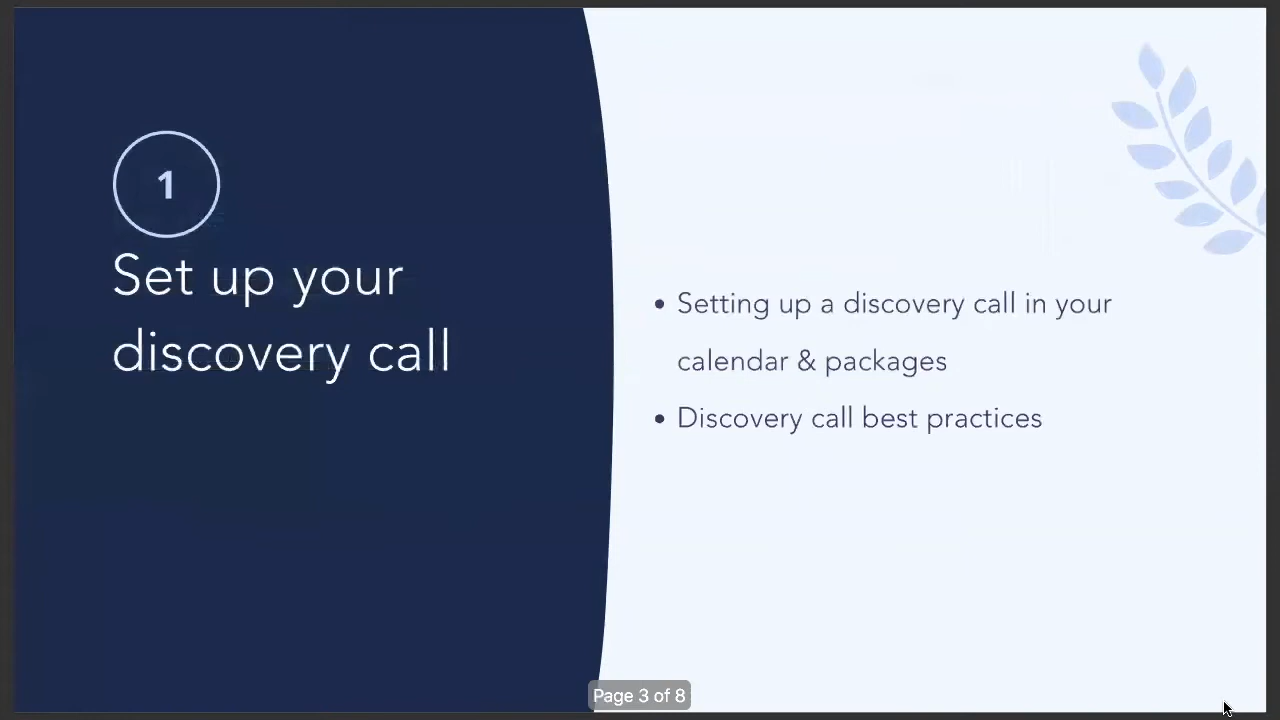 1
Set up your
discovery call
• Setting up a discovery call in your
calendar & packages
• Discovery call best practices
Page 3 of 8